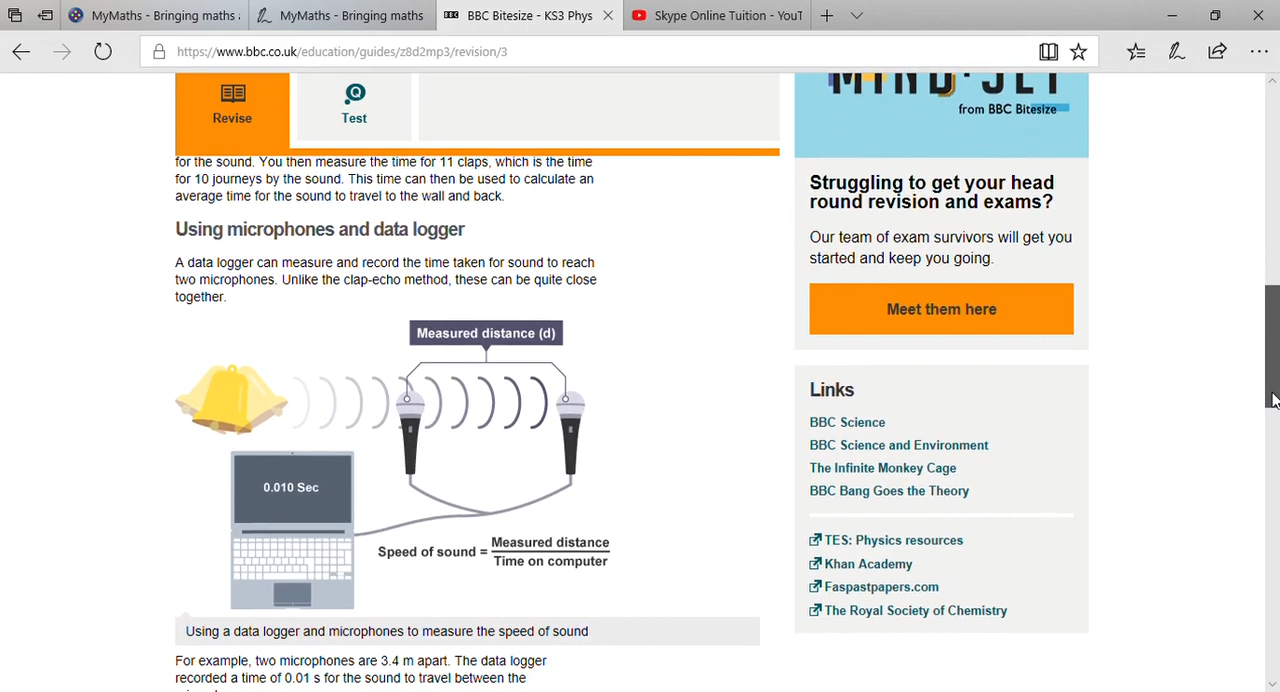 MyMaths - Bringing maths
MyMaths - Bringing maths
BBC BBC Bitesize - KS3 Phys
Skype Online Tuition - YouT
https://www.bbc.co.uk/education/guides/z8d2mp3/revision/3
Revise
Q
Test
for the sound. You then measure the time for 11 claps, which is the time
for 10 journeys by the sound. This time can then be used to calculate an
average time for the sound to travel to the wall and back.
Using microphones and data logger
A data logger can measure and record the time taken for sound to reach
two microphones. Unlike the clap-echo method, these can be quite close
together.
Measured distance (d)
0.010 Sec
Speed of sound = Measured distance
Time on computer
Using a data logger and microphones to measure the speed of sound
For example, two microphones are 3.4 m apart. The data logger
recorded a time of 0.01 s for the sound to travel between the
from BBC Bitesize
Struggling to get your head
round revision and exams?
Our team of exam survivors will get you
started and keep you going.
Meet them here
Links
BBC Science
BBC Science and Environment
The Infinite Monkey Cage
BBC Bang Goes the Theory
TES: Physics resources
Khan Academy
Faspastpapers.com
The Royal Society of Chemistry